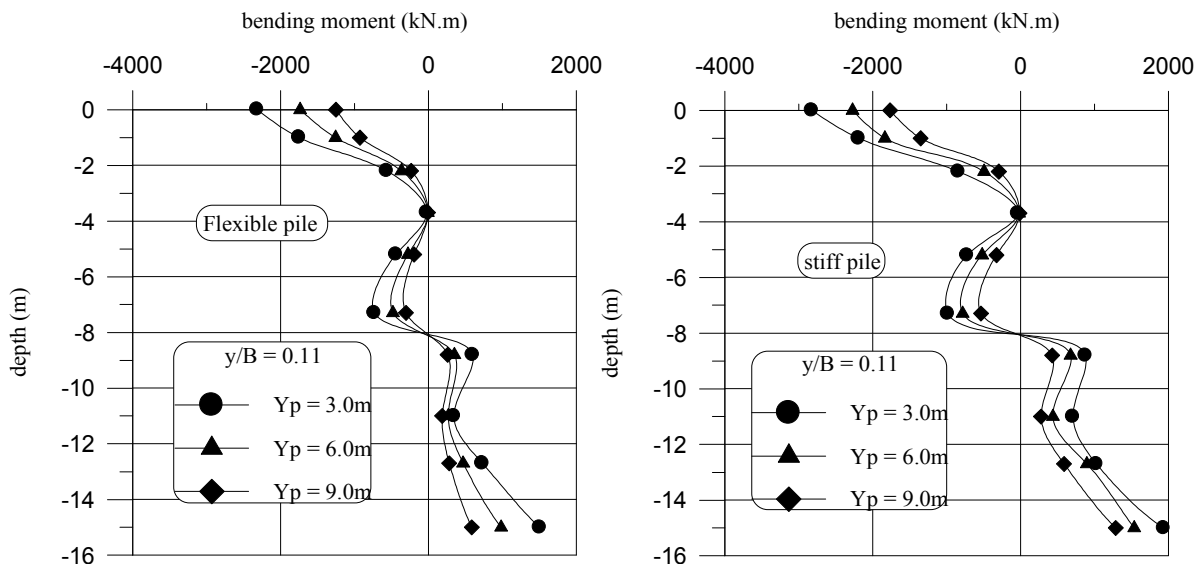 bending moment (kN.m)
-4000 -2000 0 2000
0
-2
-4
-6
-8
-10
-12
-14
-16
depth (m)
Flexible pile
y/B = 0.11
Yp = 3.0m
Yp = 6.0m
Yp = 9.0m
bending moment (kN.m)
-4000 -2000 0 2000
0
-2
-4
-6
-8
-10
-12
-14
-16
depth (m)
stiff pile
y/B = 0.11
Yp = 3.0m
Yp = 6.0m
Yp = 9.0m